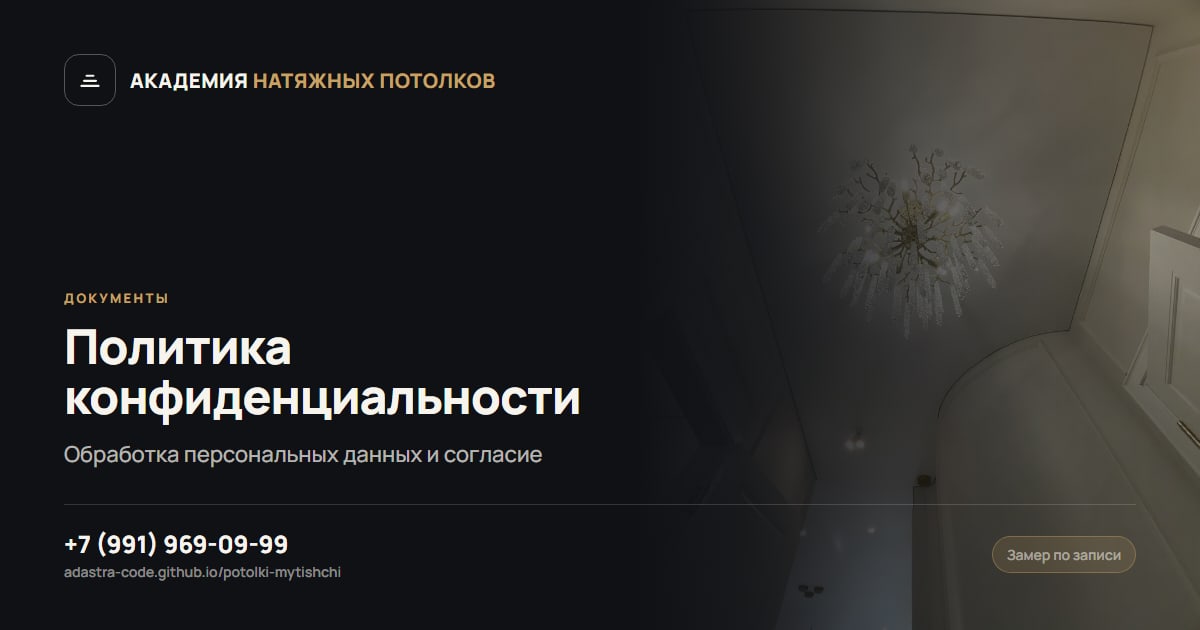 АКАДЕМИЯ НАТЯЖНЫХ ПОТОЛКОВ
ДОКУМЕНТЫ
Политика
конфиденциальности
Обработка персональных данных и согласие
+7 (991) 969-09-99
adastra-code.github.io/potolki-mytishchi
Замер по записи